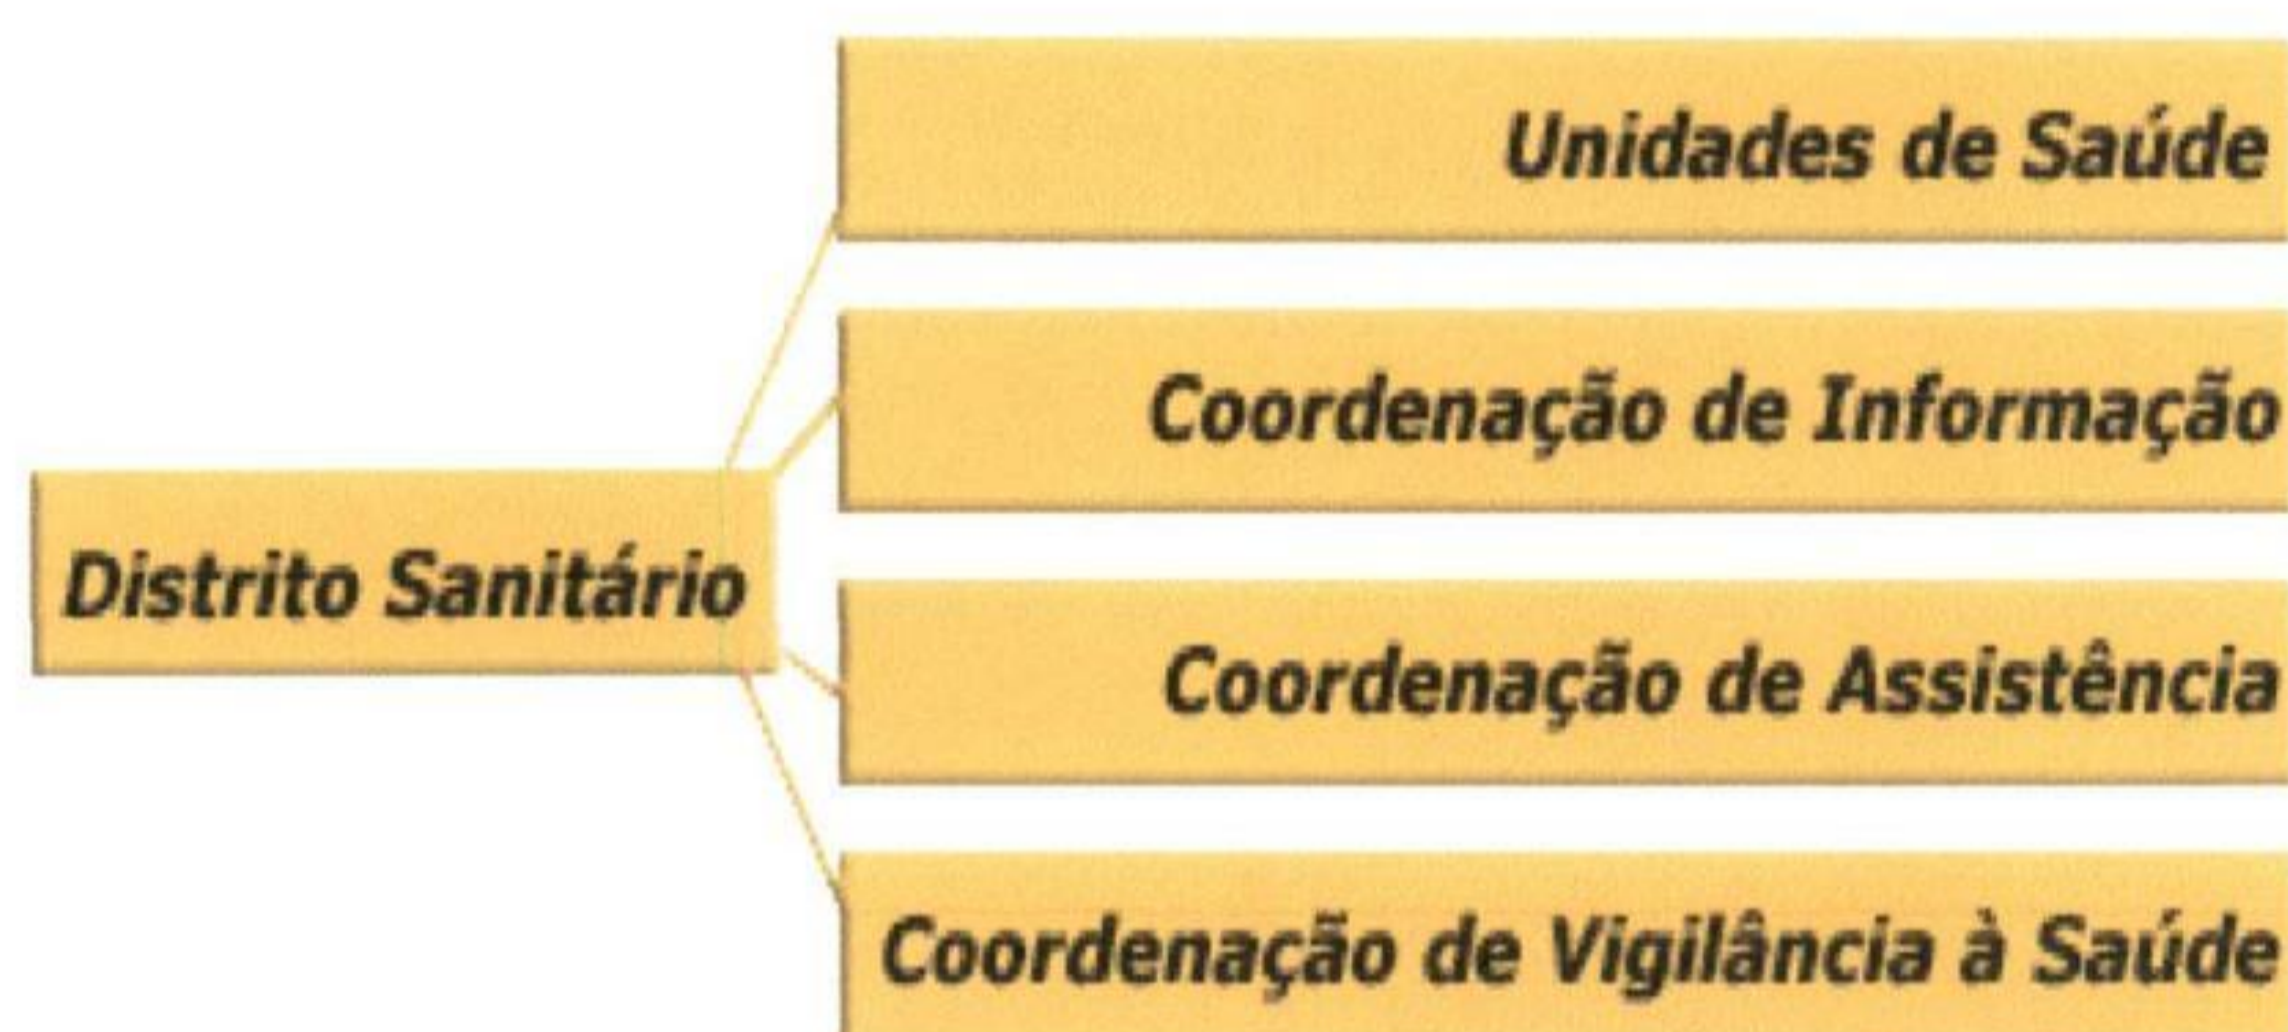 Unidades de Saúde
Coordenação de Informação
Distrito Sanitário
Coordenação de Assistência
Coordenação de Vigilância à Saúde